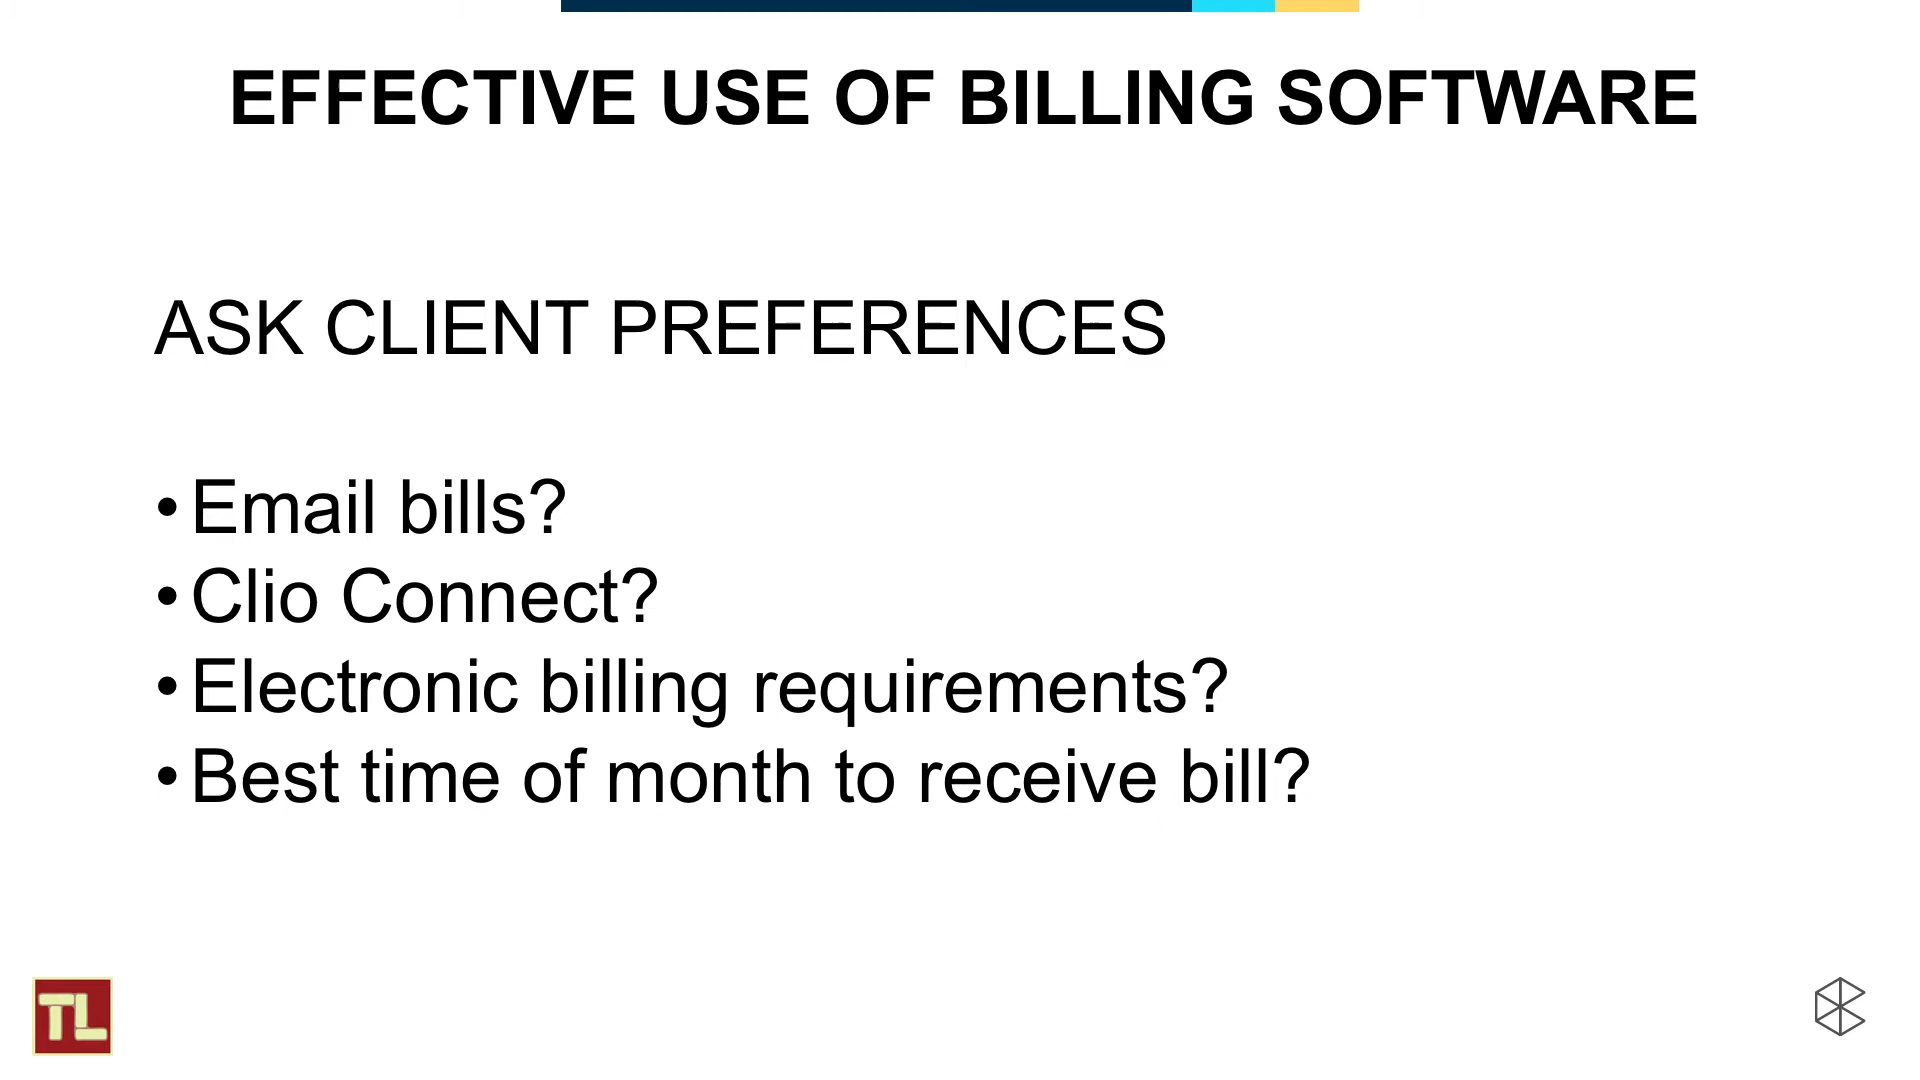 EFFECTIVE USE OF BILLING SOFTWARE
ASK CLIENT PREFERENCES
•Email bills?
•Clio Connect?
•Electronic billing requirements?
•Best time of month to receive bill?
TL